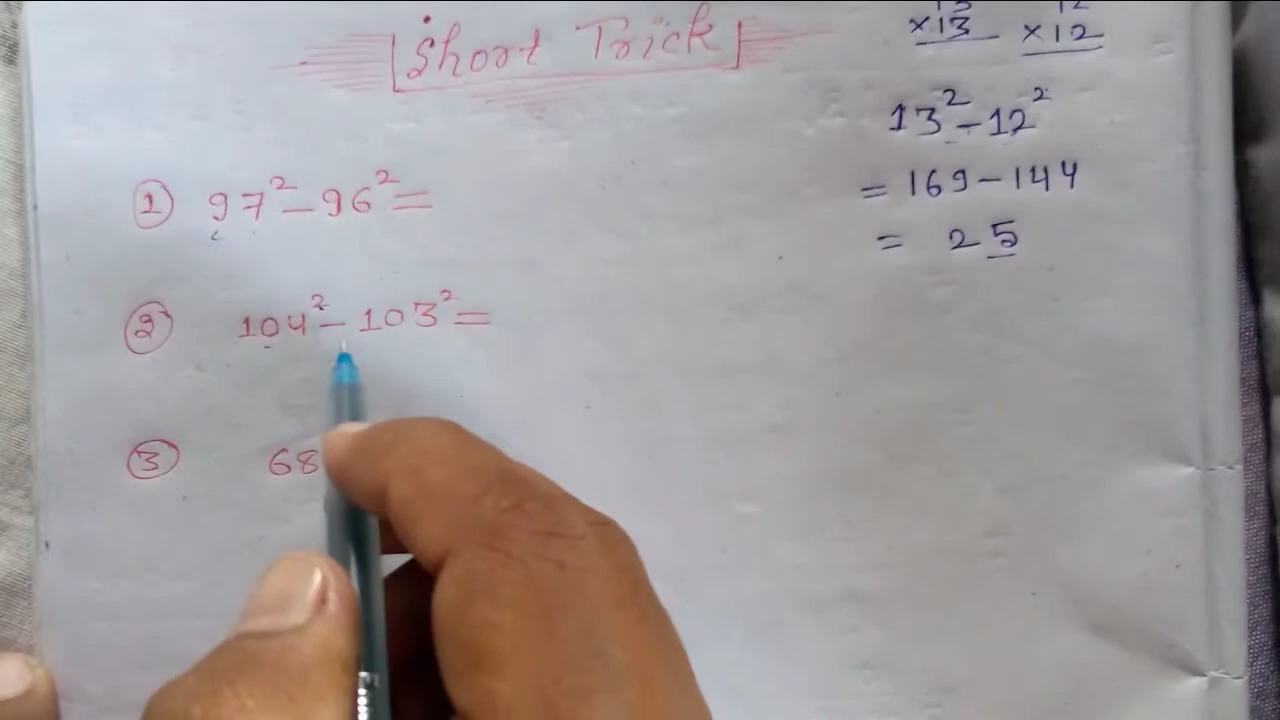 Short Trick
① 97² - 96² =
② 104² - 103² =
③ 68
×13 ×12
13² - 12²
= 169 - 144
= 25